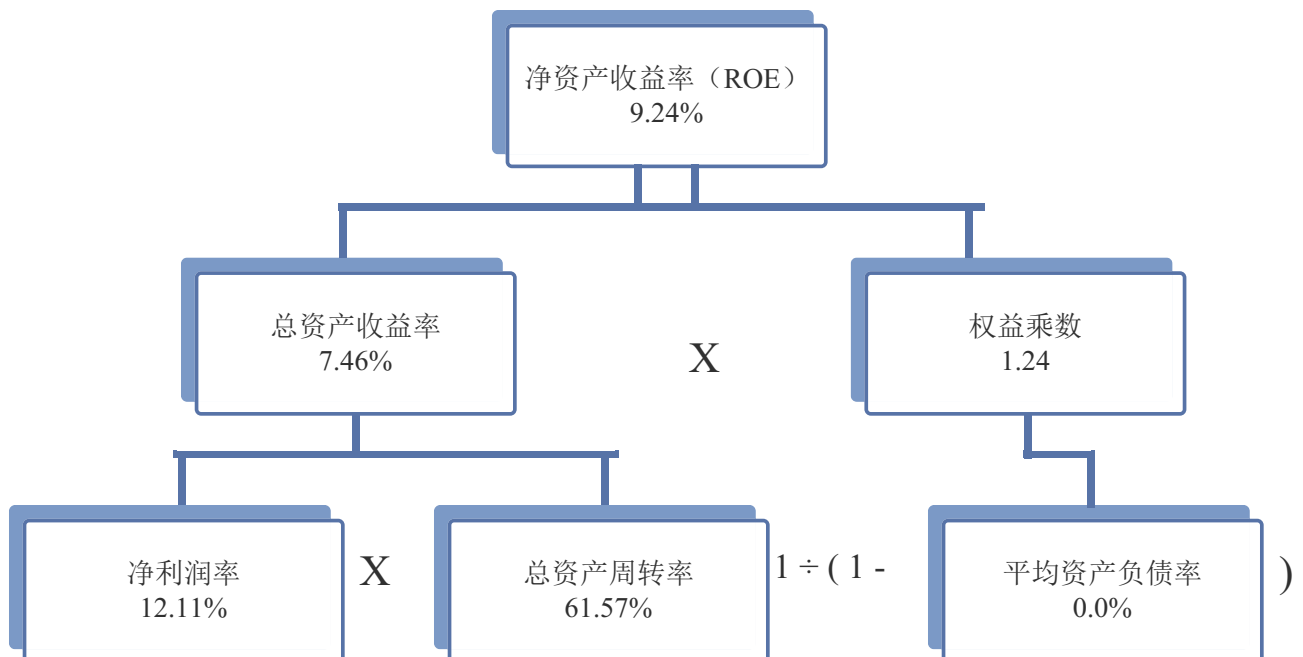 净资产收益率（ROE）
9.24%
总资产收益率
7.46%
X
权益乘数
1.24
净利润率
12.11%
X
总资产周转率
61.57%
1 ÷ ( 1 -
平均资产负债率
0.0%
)